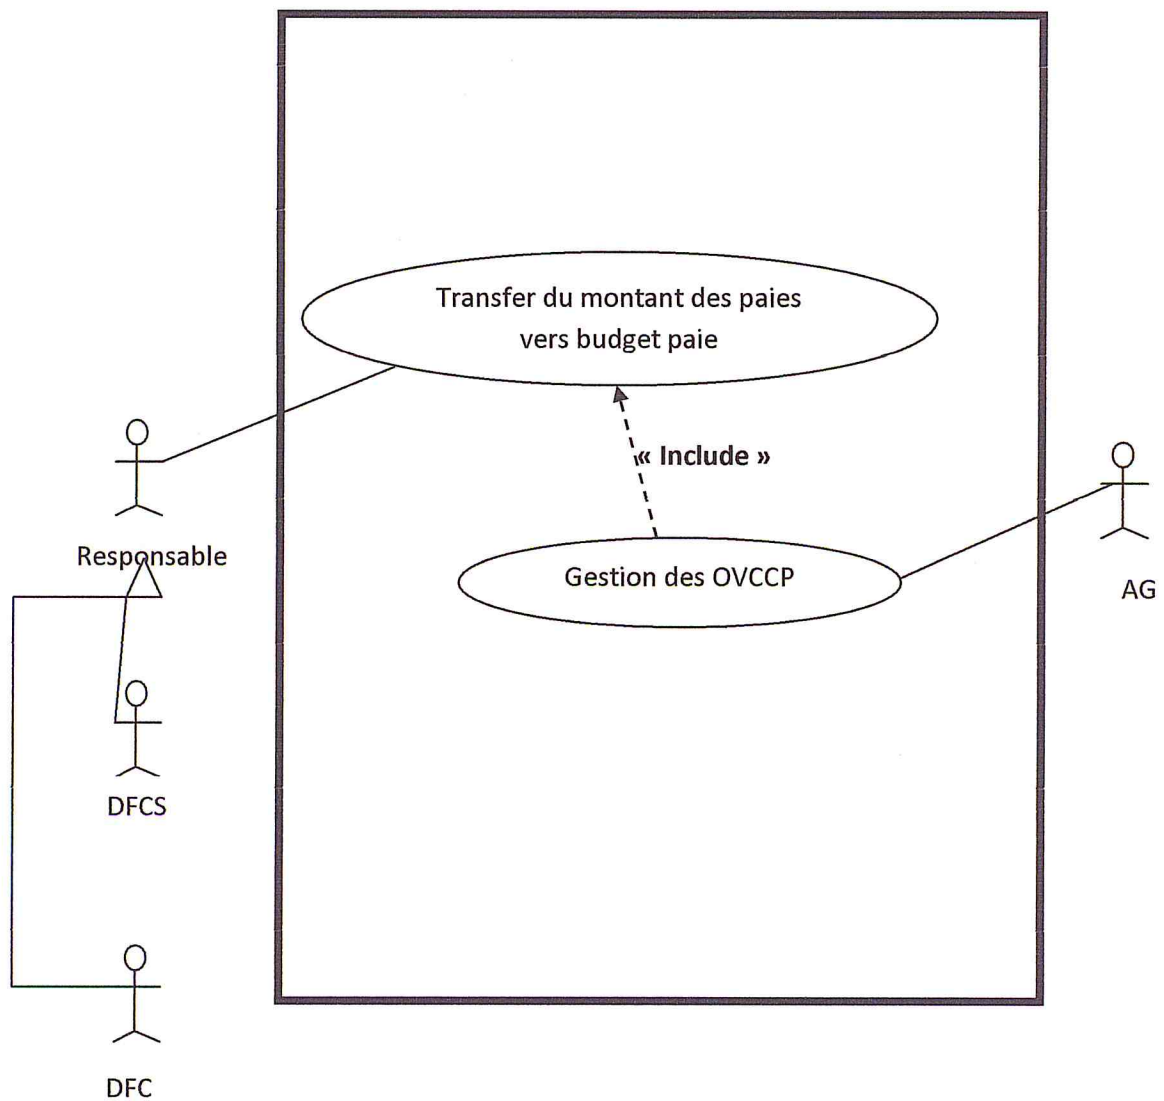 Transfer du montant des paies
vers budget paie
« Include »
Responsable
Gestion des OVCCP
AG
DFCS
DFC